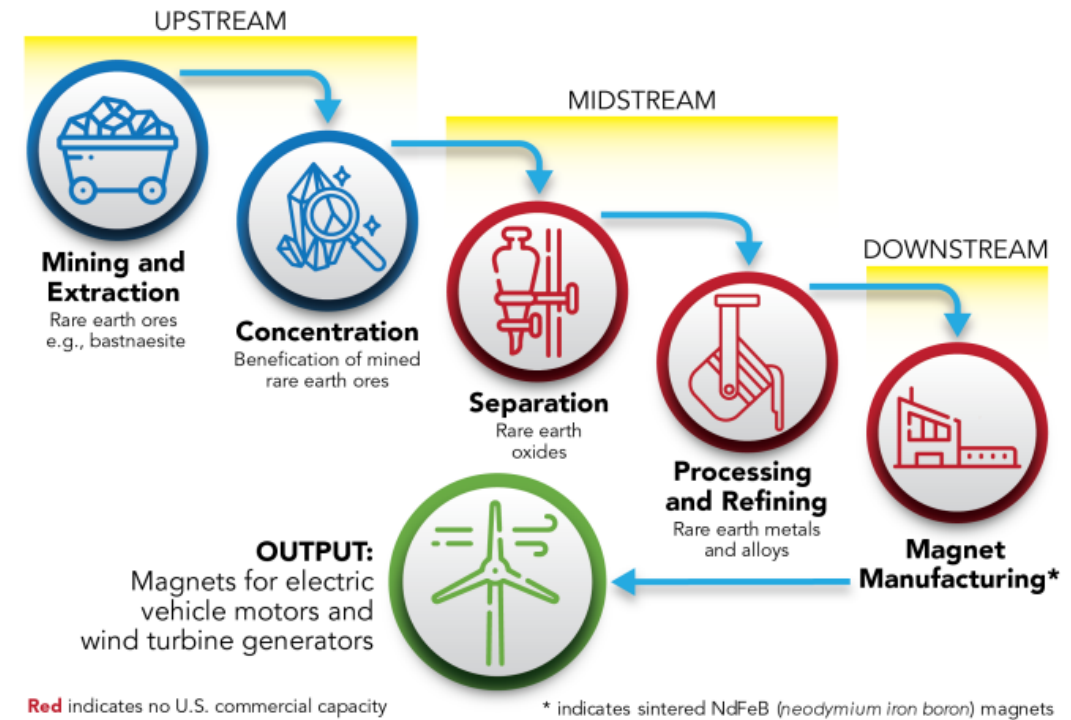 UPSTREAM
Mining and
Extraction
Rare earth ores
e.g., bastnaesite
Concentration
Benefication of mined
rare earth ores
MIDSTREAM
Separation
Rare earth
oxides
Processing
and Refining
Rare earth metals
and alloys
DOWNSTREAM
Magnet
Manufacturing*
OUTPUT:
Magnets for electric
vehicle motors and
wind turbine generators
Red indicates no U.S. commercial capacity
* indicates sintered NdFeB (neodymium iron boron) magnets